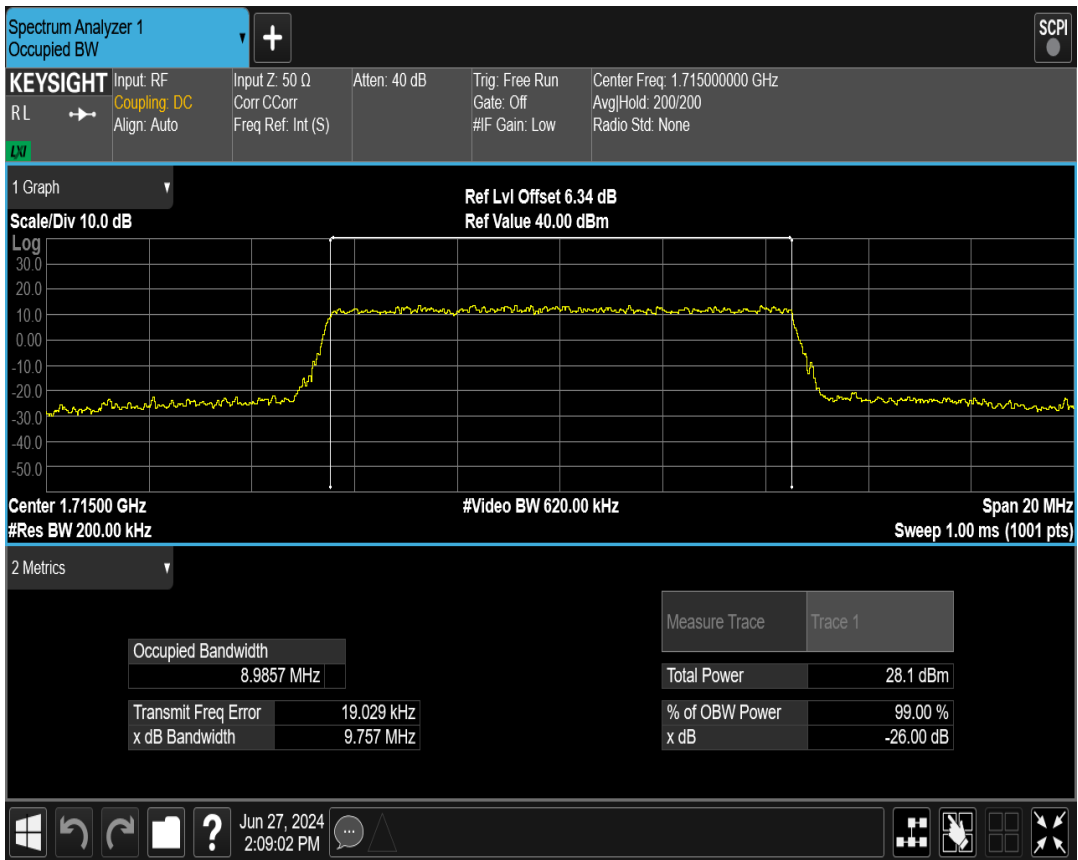 Spectrum Analyzer 1
Occupied BW
SCPI
KEYSIGHT
RL
LXI
Input: RF
Coupling: DC
Align: Auto
Input Z: 50 Ω
Corr CCorr
Freq Ref: Int (S)
Atten: 40 dB
Trig: Free Run
Gate: Off
#IF Gain: Low
Center Freq: 1.715000000 GHz
Avg|Hold: 200/200
Radio Std: None
1 Graph
Ref Lvl Offset 6.34 dB
Scale/Div 10.0 dB
Ref Value 40.00 dBm
Log
30.0
20.0
10.0
0.00
-10.0
-20.0
-30.0
-40.0
-50.0
Center 1.71500 GHz
#Video BW 620.00 kHz
Span 20 MHz
#Res BW 200.00 kHz
Sweep 1.00 ms (1001 pts)
2 Metrics
Measure Trace
Trace 1
Occupied Bandwidth
8.9857 MHz
Total Power
28.1 dBm
Transmit Freq Error
19.029 kHz
% of OBW Power
99.00 %
x dB Bandwidth
9.757 MHz
x dB
-26.00 dB
?
Jun 27, 2024
2:09:02 PM